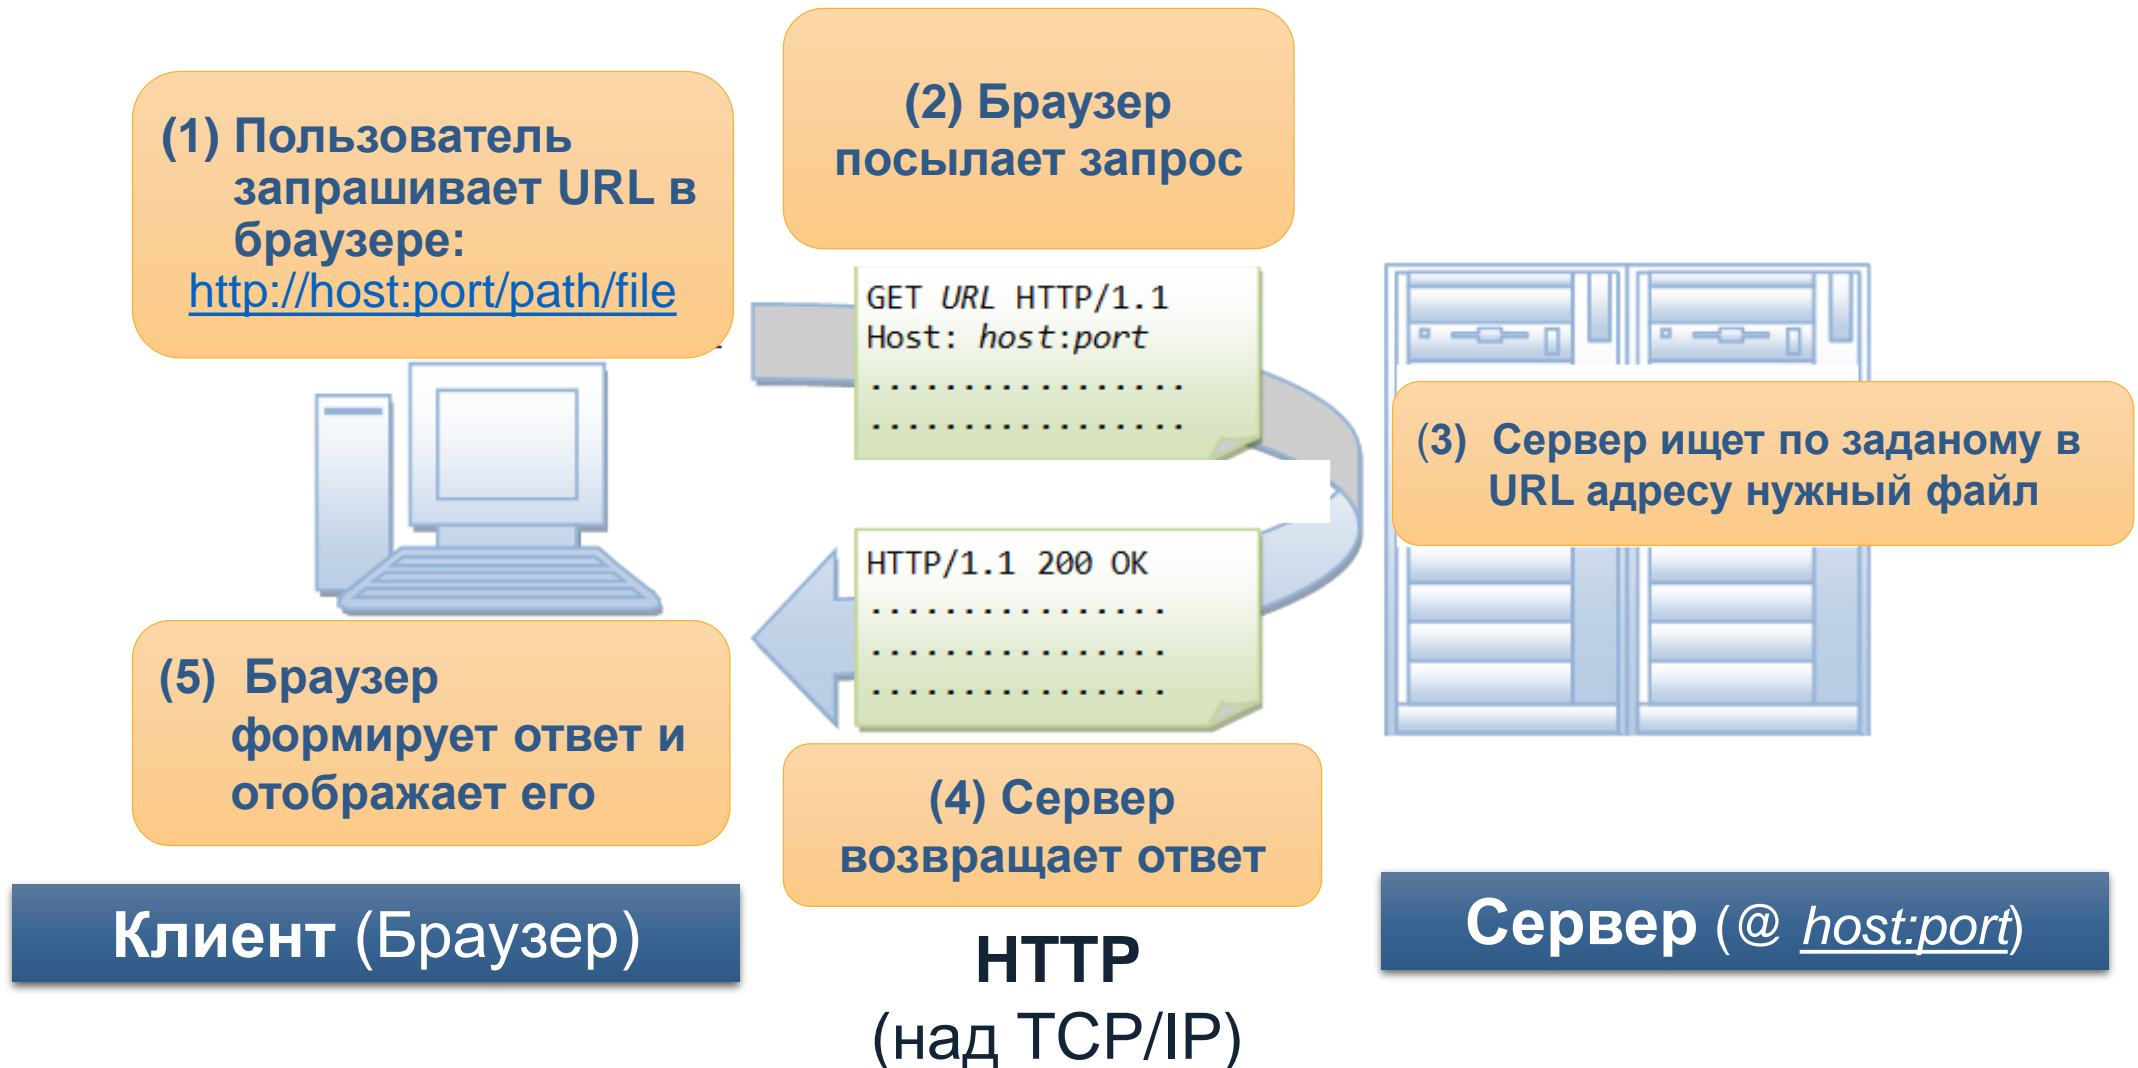 (1) Пользователь
запрашивает URL в
браузере:
http://host:port/path/file
(2) Браузер
посылает запрос
GET URL HTTP/1.1
Host: host:port
.................
.................
(3) Сервер ищет по заданому в
URL адресу нужный файл
HTTP/1.1 200 OK
................
................
................
(4) Сервер
возвращает ответ
(5) Браузер
формирует ответ и
отображает его
Клиент (Браузер)
HTTP
(над TCP/IP)
Сервер (@ host:port)